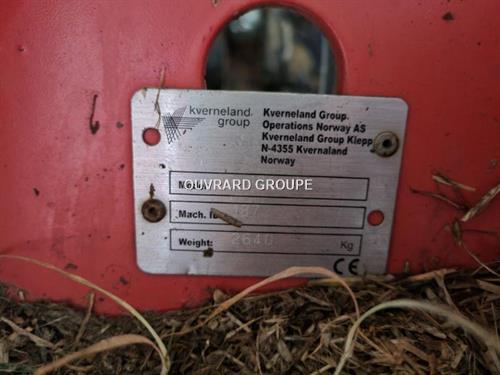 kverneland
group
Kverneland Group.
Operations Norway AS
Kverneland Group Klepp
N-4355 Kvernaland
Norway
OUVRARD GROUPE
Mach.
Weight: 2640 Kg
CE